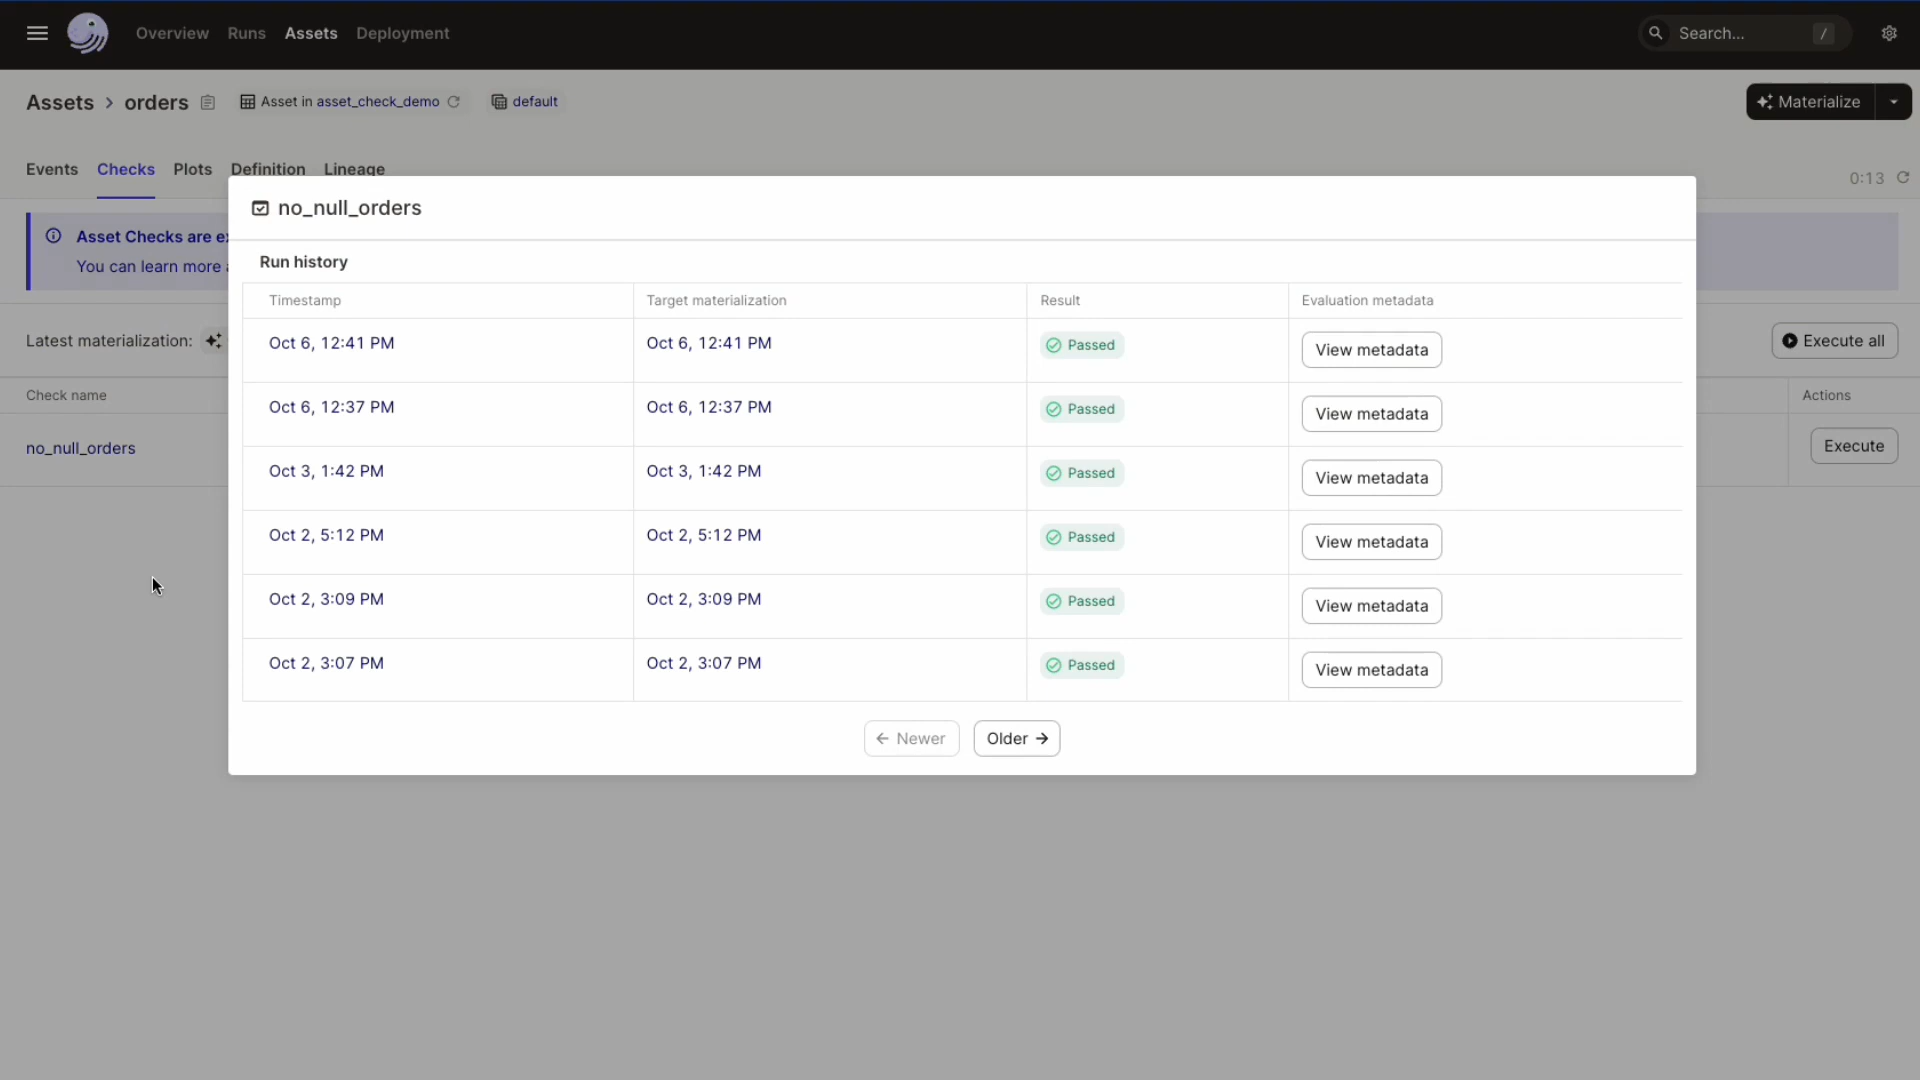 Overview Runs Assets Deployment Search... /
Assets > orders Asset in asset_check_demo default Materialize
Events Checks Plots Definition Lineage 0:13
no_null_orders
Asset Checks are e
You can learn more
Run history
Timestamp Target materialization Result Evaluation metadata
Latest materialization: Execute all
Oct 6, 12:41 PM Oct 6, 12:41 PM Passed View metadata
Check name Actions
Oct 6, 12:37 PM Oct 6, 12:37 PM Passed View metadata
no_null_orders Execute
Oct 3, 1:42 PM Oct 3, 1:42 PM Passed View metadata
Oct 2, 5:12 PM Oct 2, 5:12 PM Passed View metadata
Oct 2, 3:09 PM Oct 2, 3:09 PM Passed View metadata
Oct 2, 3:07 PM Oct 2, 3:07 PM Passed View metadata
← Newer Older →